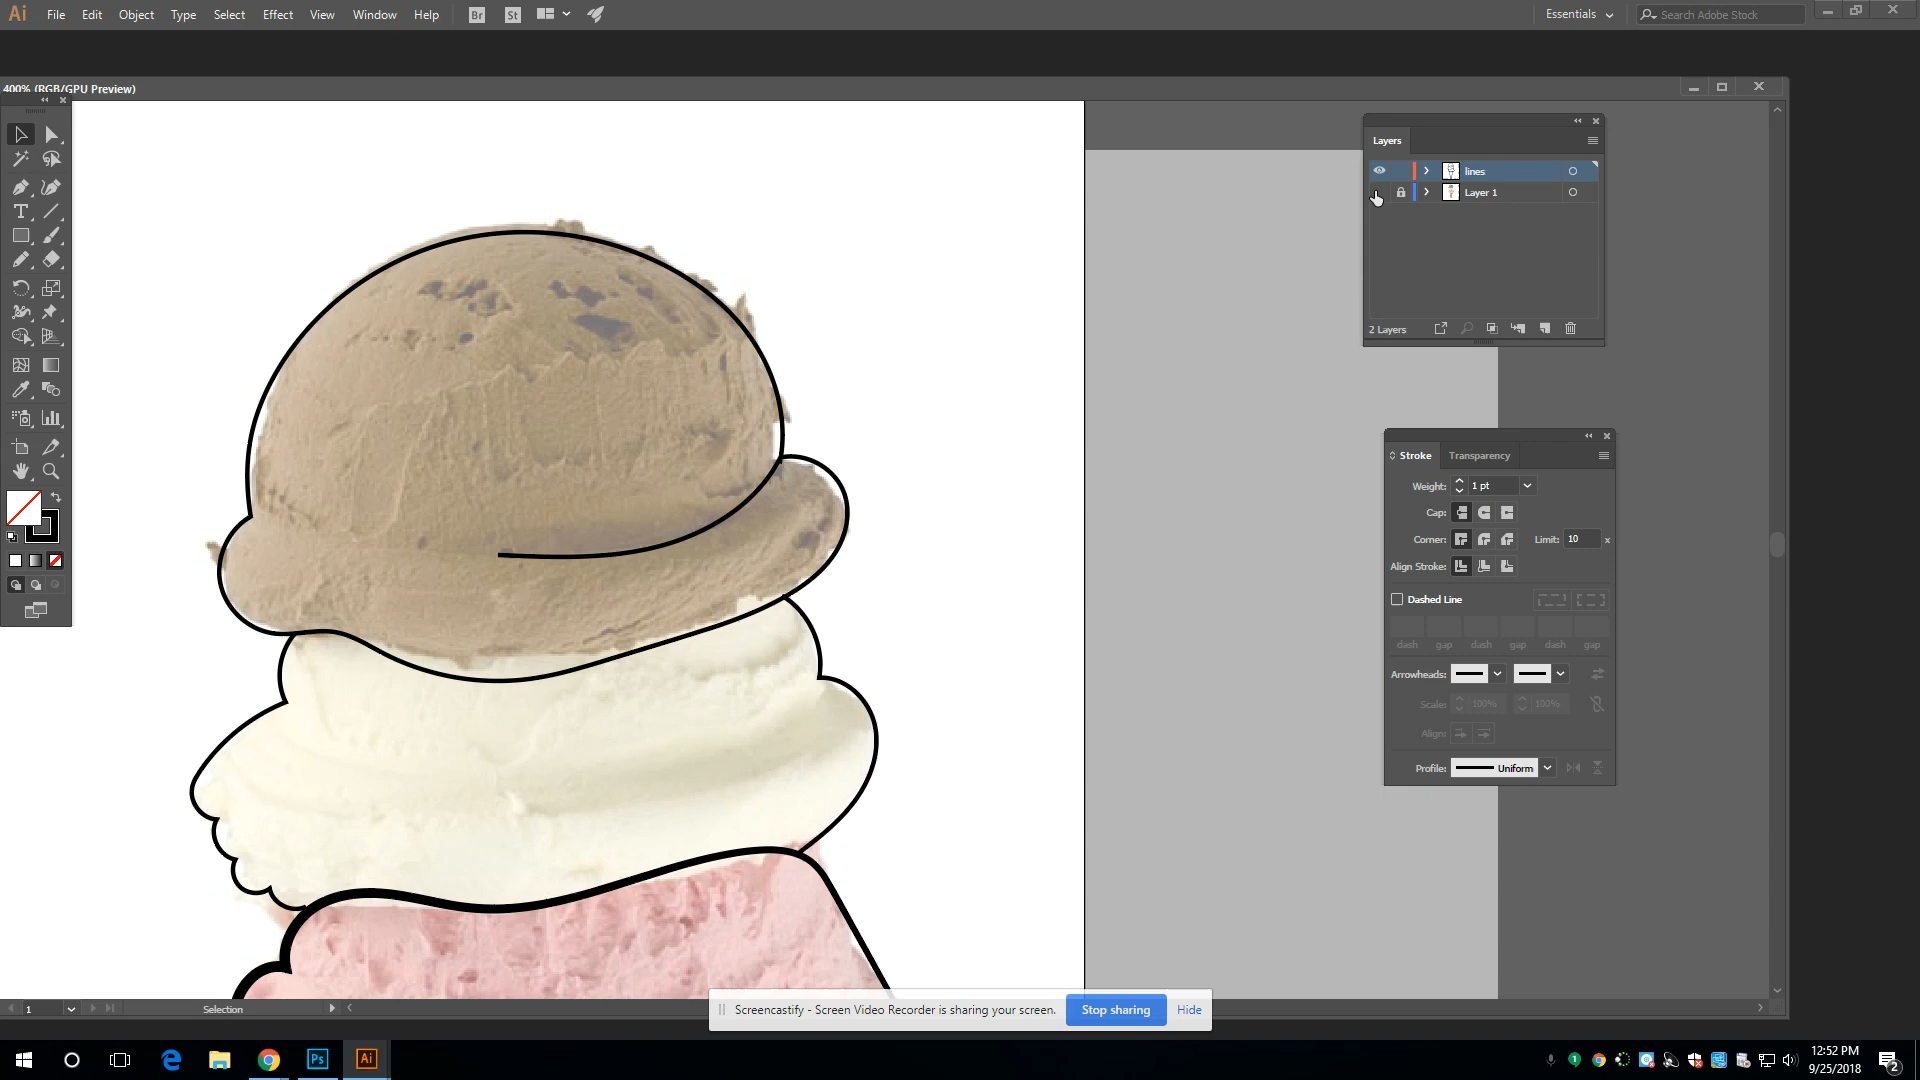 Ai File Edit Object Type Select Effect View Window Help Br St Essentials Search Adobe Stock
400% (RGB/GPU Preview)
Layers
lines
Layer 1
2 Layers
Stroke Transparency
Weight: 1 pt
Cap:
Corner: Limit: 10 x
Align Stroke:
Dashed Line
dash gap dash gap dash gap
Arrowheads:
Scale: 100% 100%
Align:
Profile: Uniform
1 Selection
Screencastify - Screen Video Recorder is sharing your screen. Stop sharing Hide
Ps Ai
12:52 PM
9/25/2018
2